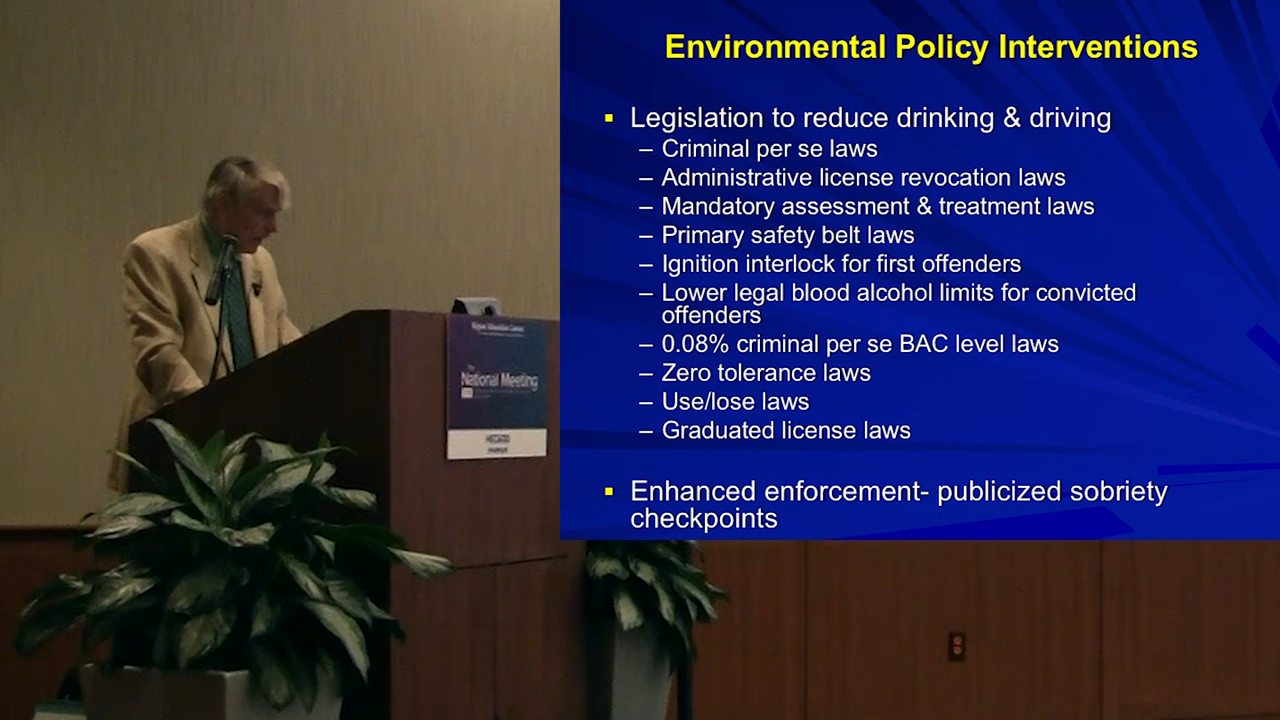 Environmental Policy Interventions
▪ Legislation to reduce drinking & driving
– Criminal per se laws
– Administrative license revocation laws
– Mandatory assessment & treatment laws
– Primary safety belt laws
– Ignition interlock for first offenders
– Lower legal blood alcohol limits for convicted
offenders
– 0.08% criminal per se BAC level laws
– Zero tolerance laws
– Use/lose laws
– Graduated license laws
▪ Enhanced enforcement- publicized sobriety
checkpoints
Higher Education Center
National Meeting